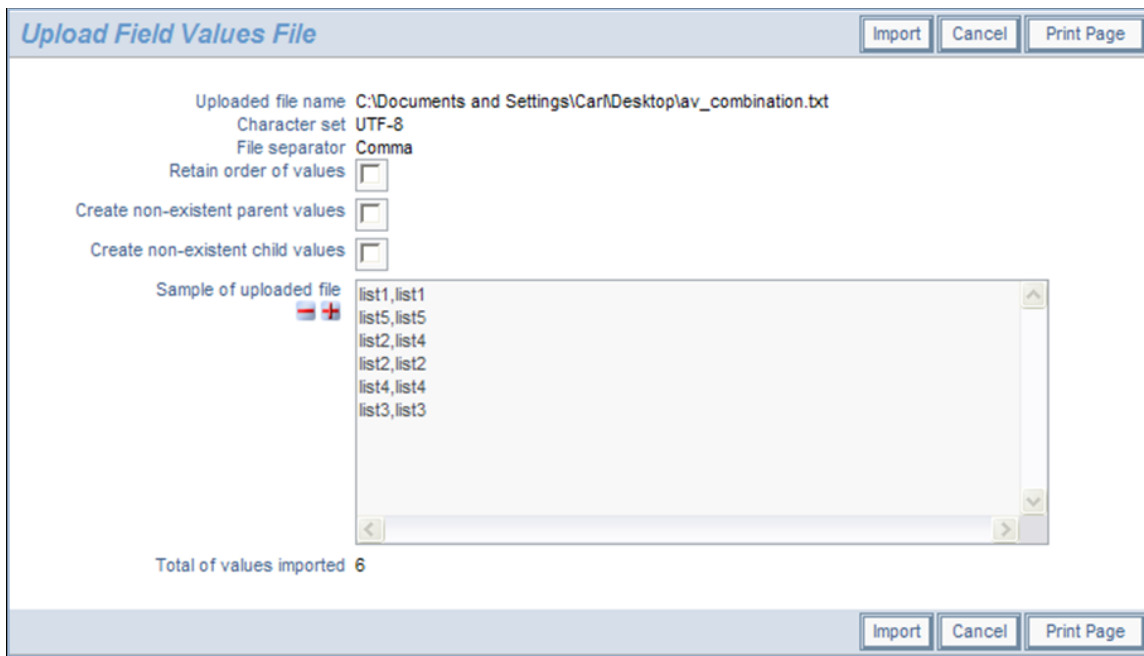 Upload Field Values File
Import Cancel Print Page
Uploaded file name C:\Documents and Settings\Carl\Desktop\av_combination.txt
Character set UTF-8
File separator Comma
Retain order of values
Create non-existent parent values
Create non-existent child values
Sample of uploaded file
list1,list1
list5,list5
list2,list4
list2,list2
list4,list4
list3,list3
Total of values imported 6
Import Cancel Print Page